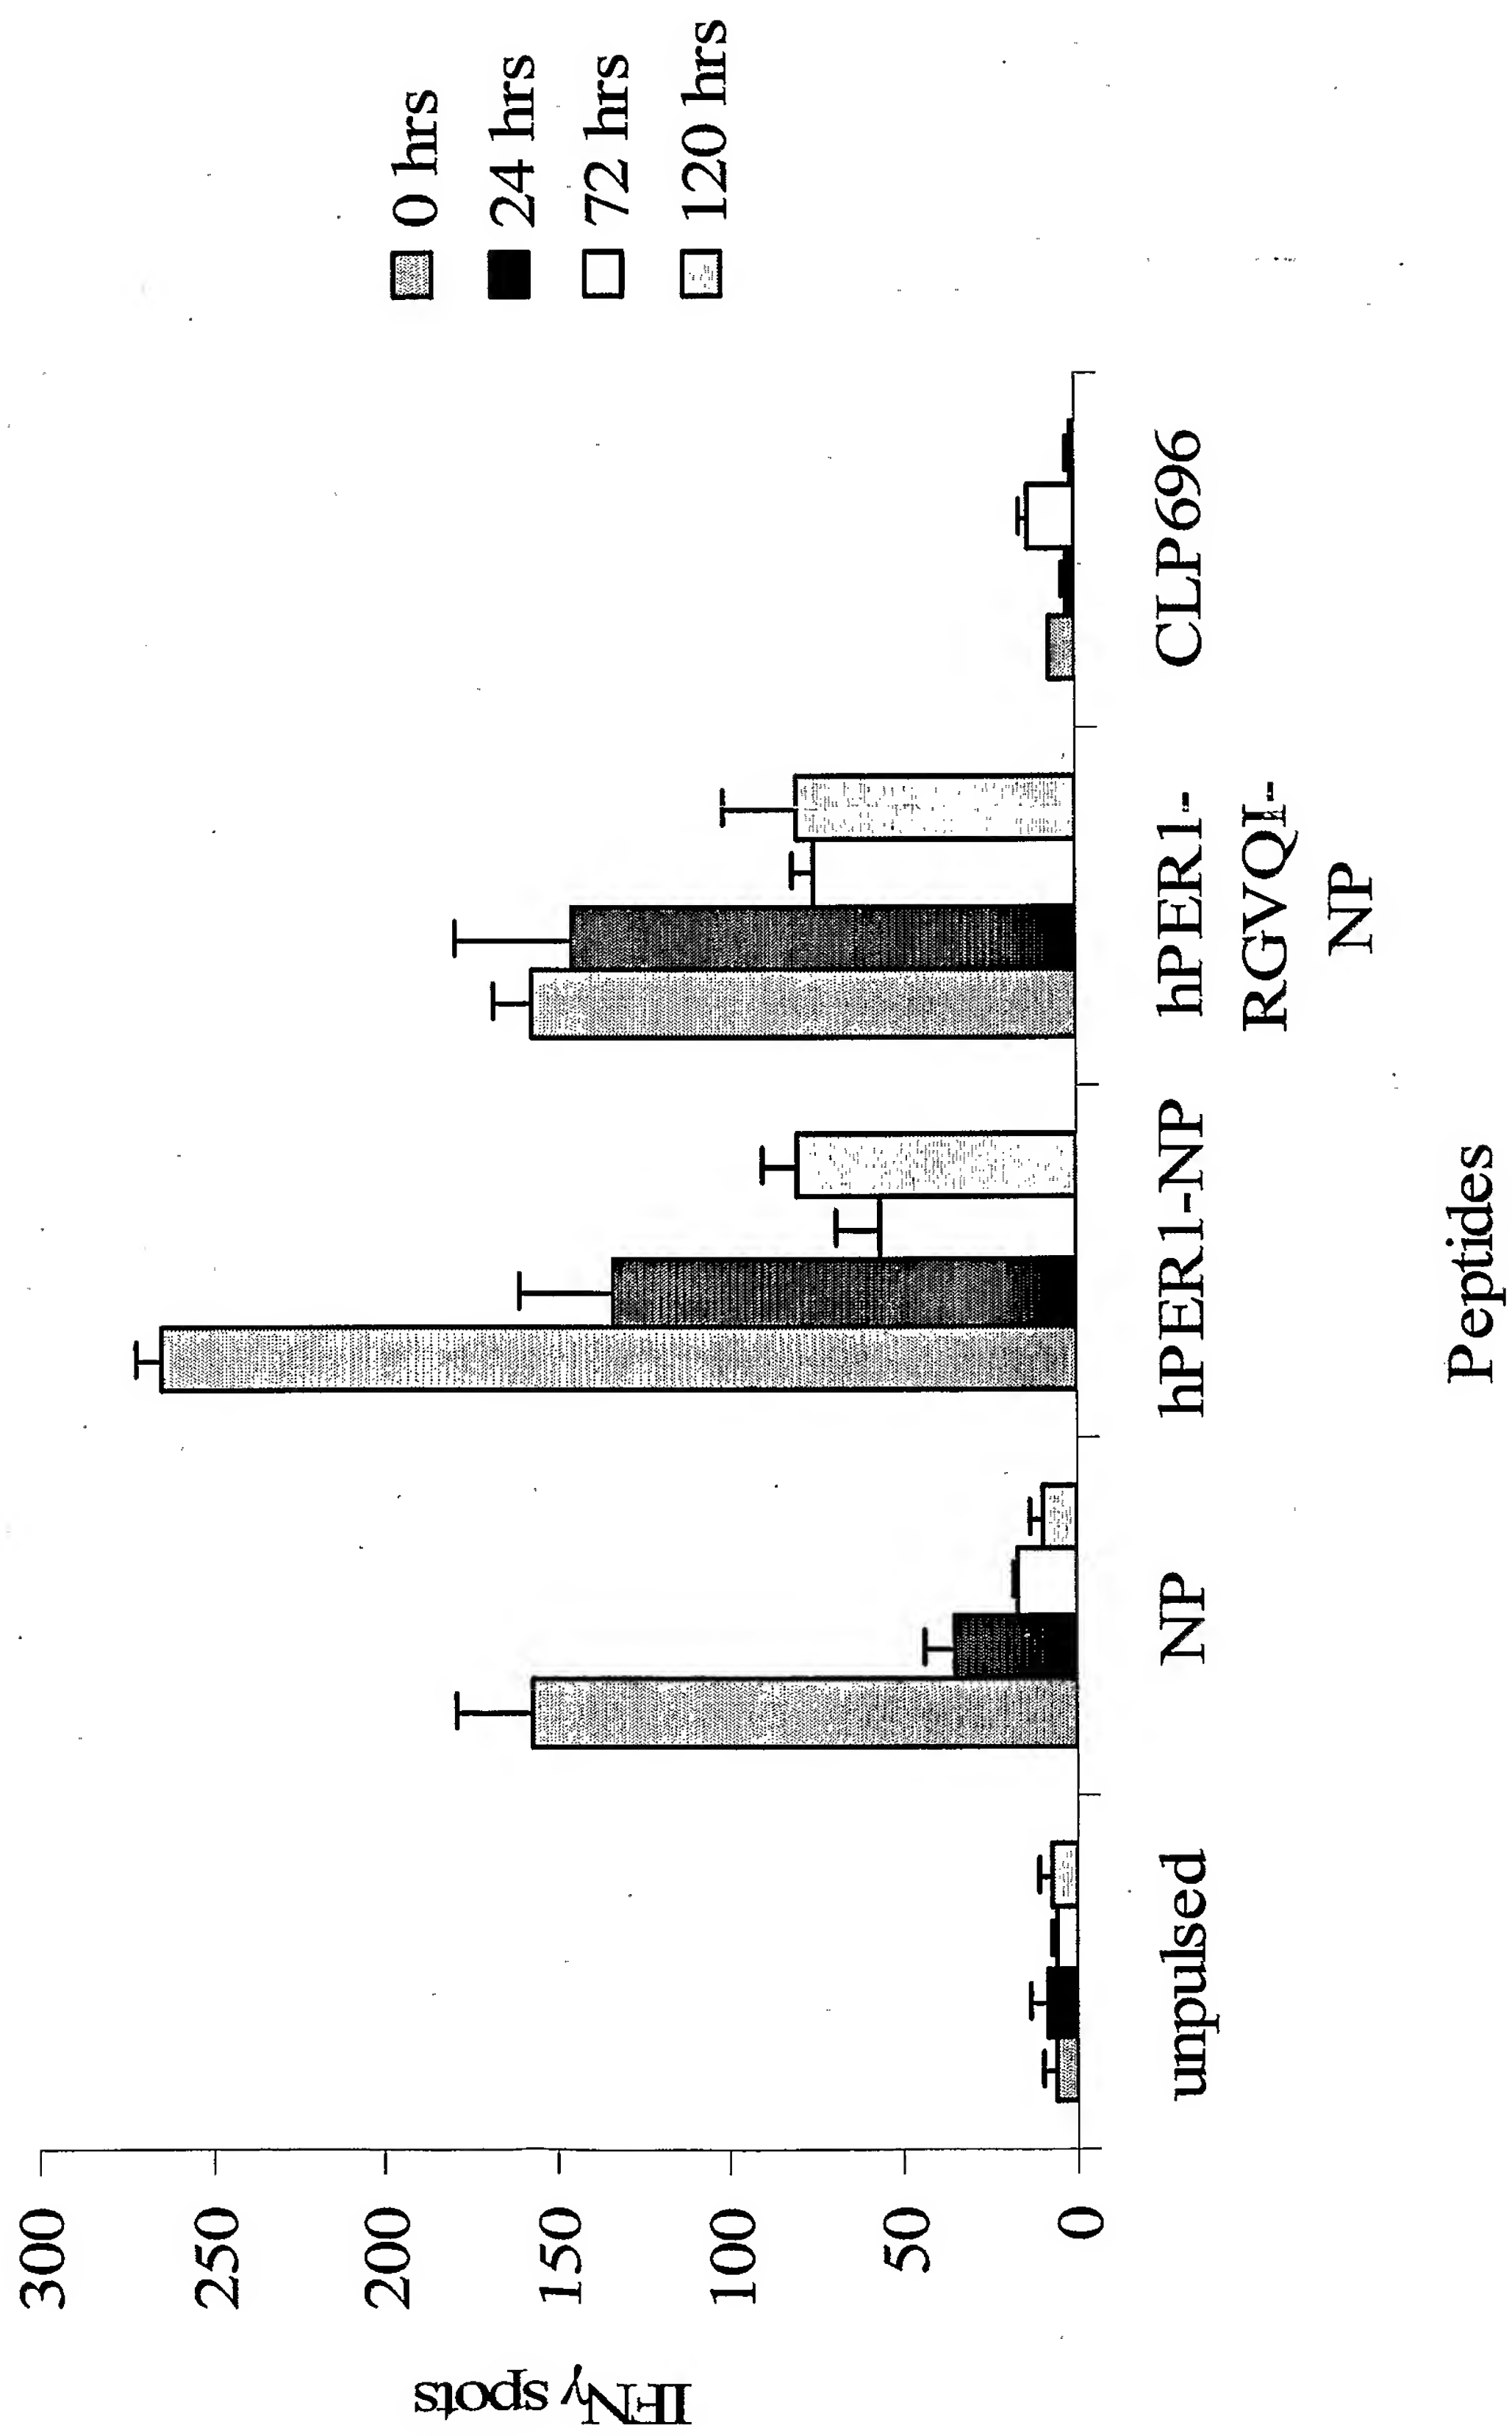 300
250
200
150
100
50
0
IFNγ spots
unpulsed
NP
hPER1-NP
hPER1-
RGVQI-
NP
CLP696
Peptides
0 hrs
24 hrs
72 hrs
120 hrs